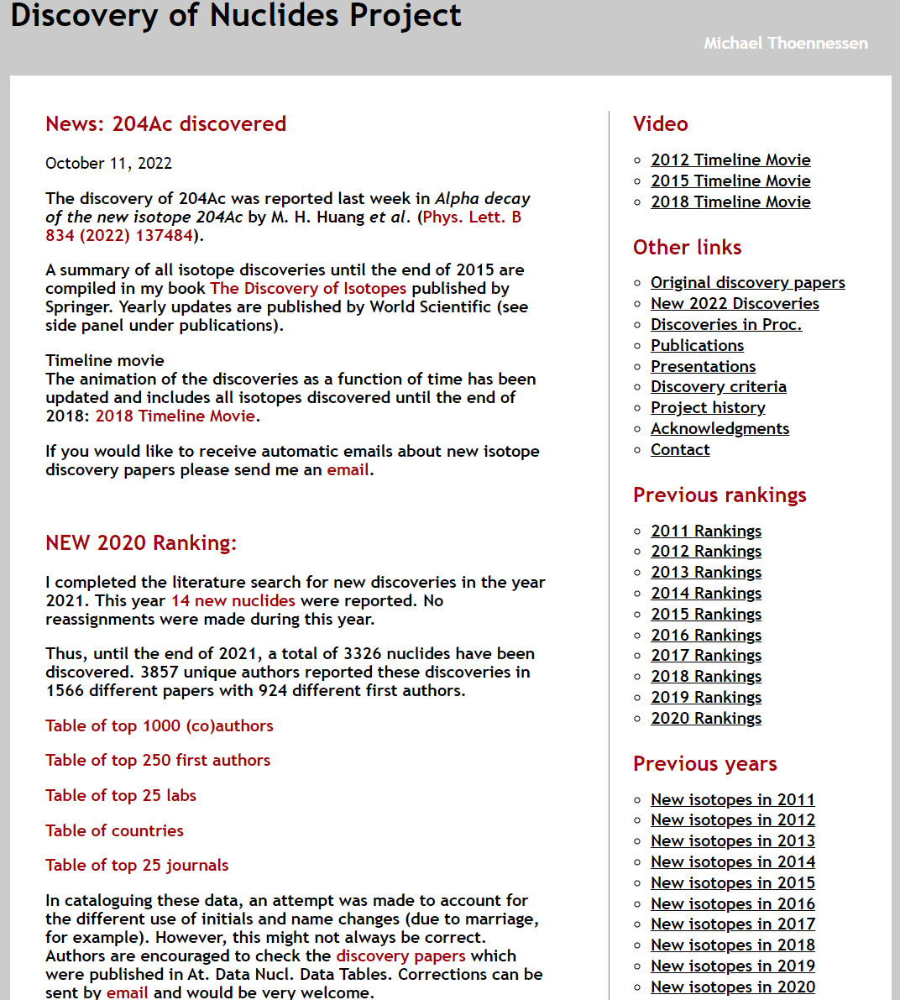 Discovery of Nuclides Project
Michael Thoennessen
News: 204Ac discovered
October 11, 2022
The discovery of 204Ac was reported last week in Alpha decay
of the new isotope 204Ac by M. H. Huang et al. (Phys. Lett. B
834 (2022) 137484).
A summary of all isotope discoveries until the end of 2015 are
compiled in my book The Discovery of Isotopes published by
Springer. Yearly updates are published by World Scientific (see
side panel under publications).
Timeline movie
The animation of the discoveries as a function of time has been
updated and includes all isotopes discovered until the end of
2018: 2018 Timeline Movie.
If you would like to receive automatic emails about new isotope
discovery papers please send me an email.
NEW 2020 Ranking:
I completed the literature search for new discoveries in the year
2021. This year 14 new nuclides were reported. No
reassignments were made during this year.
Thus, until the end of 2021, a total of 3326 nuclides have been
discovered. 3857 unique authors reported these discoveries in
1566 different papers with 924 different first authors.
Table of top 1000 (co)authors
Table of top 250 first authors
Table of top 25 labs
Table of countries
Table of top 25 journals
In cataloguing these data, an attempt was made to account for
the different use of initials and name changes (due to marriage,
for example). However, this might not always be correct.
Authors are encouraged to check the discovery papers which
were published in At. Data Nucl. Data Tables. Corrections can be
sent by email and would be very welcome.
Video
2012 Timeline Movie
2015 Timeline Movie
2018 Timeline Movie
Other links
Original discovery papers
New 2022 Discoveries
Discoveries in Proc.
Publications
Presentations
Discovery criteria
Project history
Acknowledgments
Contact
Previous rankings
2011 Rankings
2012 Rankings
2013 Rankings
2014 Rankings
2015 Rankings
2016 Rankings
2017 Rankings
2018 Rankings
2019 Rankings
2020 Rankings
Previous years
New isotopes in 2011
New isotopes in 2012
New isotopes in 2013
New isotopes in 2014
New isotopes in 2015
New isotopes in 2016
New isotopes in 2017
New isotopes in 2018
New isotopes in 2019
New isotopes in 2020